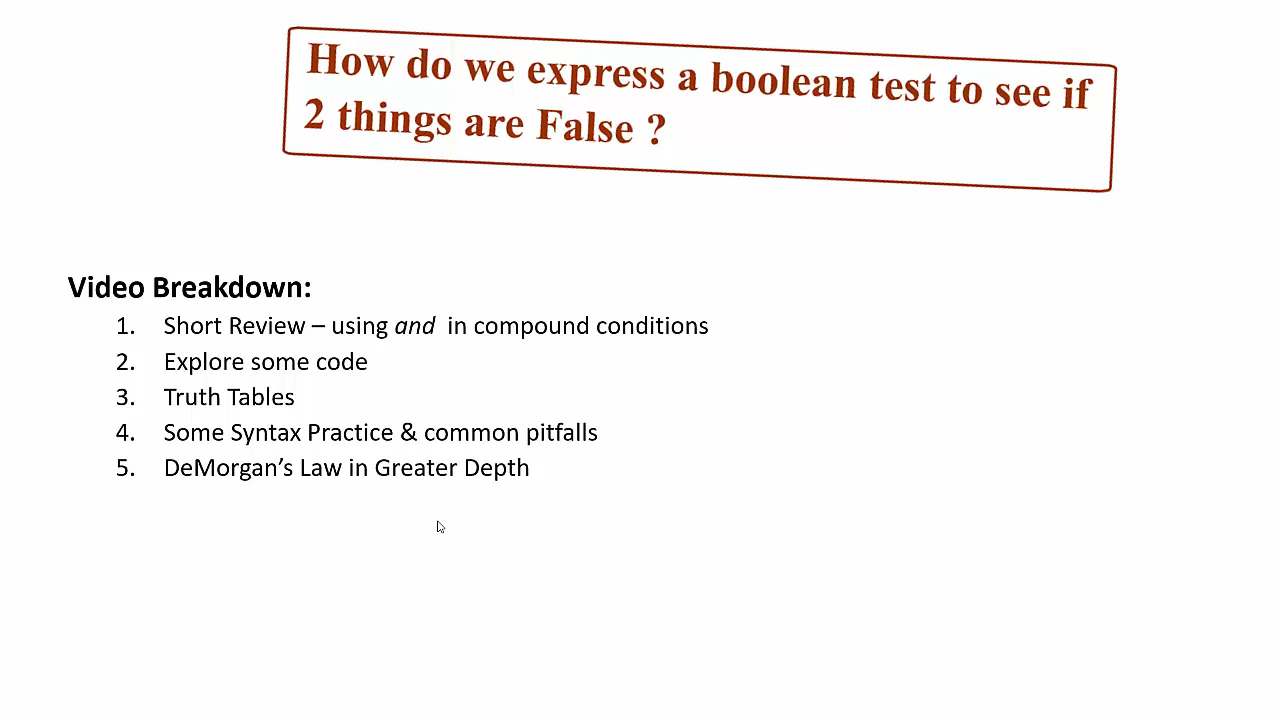 How do we express a boolean test to see if
2 things are False ?
Video Breakdown:
1. Short Review – using and in compound conditions
2. Explore some code
3. Truth Tables
4. Some Syntax Practice & common pitfalls
5. DeMorgan’s Law in Greater Depth